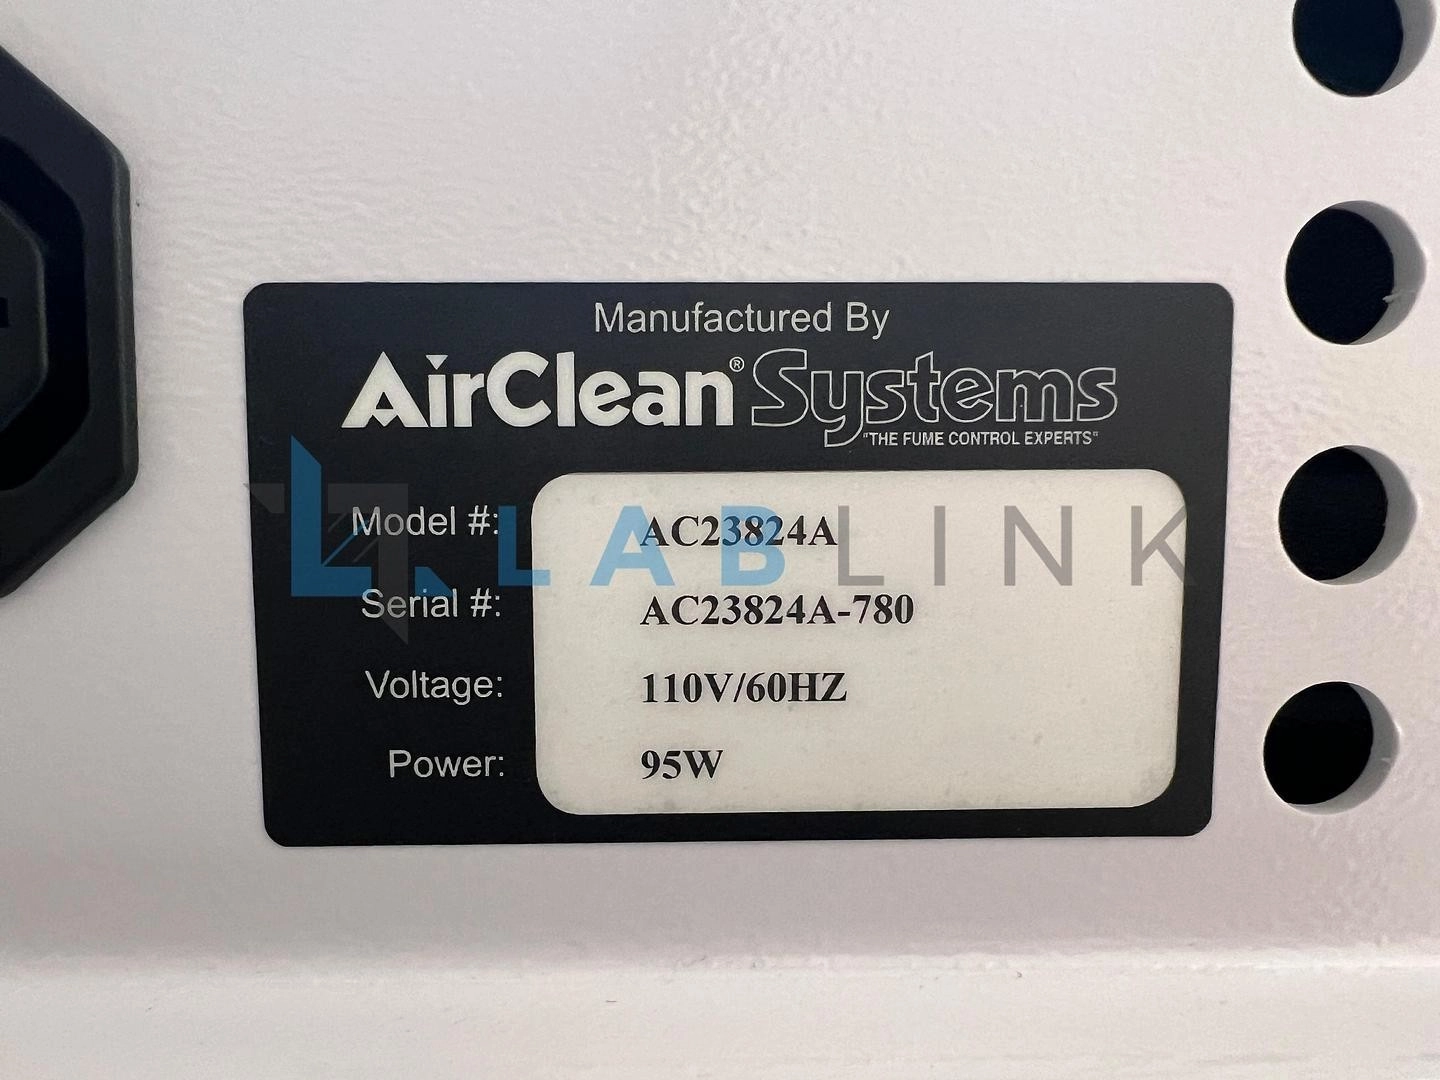 Manufactured By
AirClean® Systems
"THE FUME CONTROL EXPERTS"
Model #: AC23824A
LABLINK
Serial #: AC23824A-780
Voltage: 110V/60HZ
Power: 95W